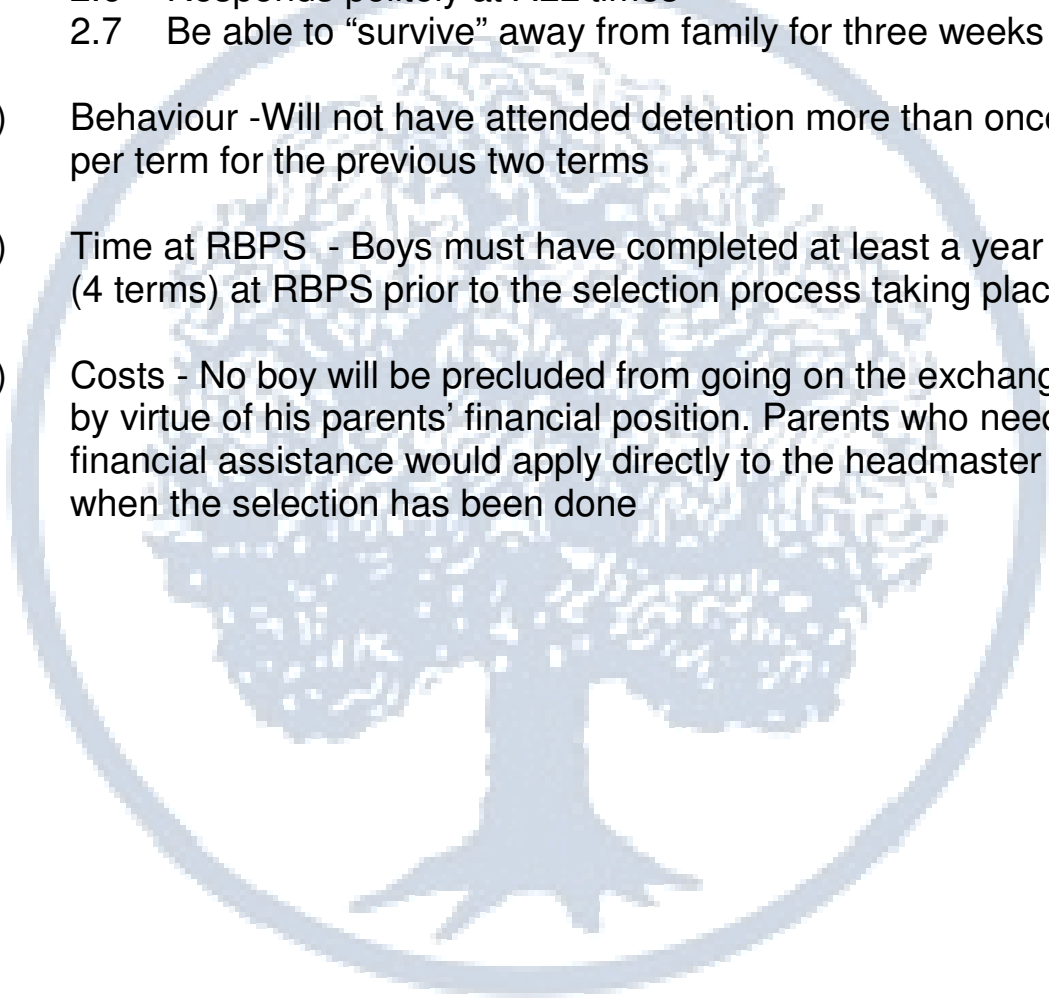 2.7 Be able to “survive” away from family for three weeks
) Behaviour -Will not have attended detention more than once
per term for the previous two terms
) Time at RBPS - Boys must have completed at least a year
(4 terms) at RBPS prior to the selection process taking plac
) Costs - No boy will be precluded from going on the exchang
by virtue of his parents’ financial position. Parents who need
financial assistance would apply directly to the headmaster
when the selection has been done